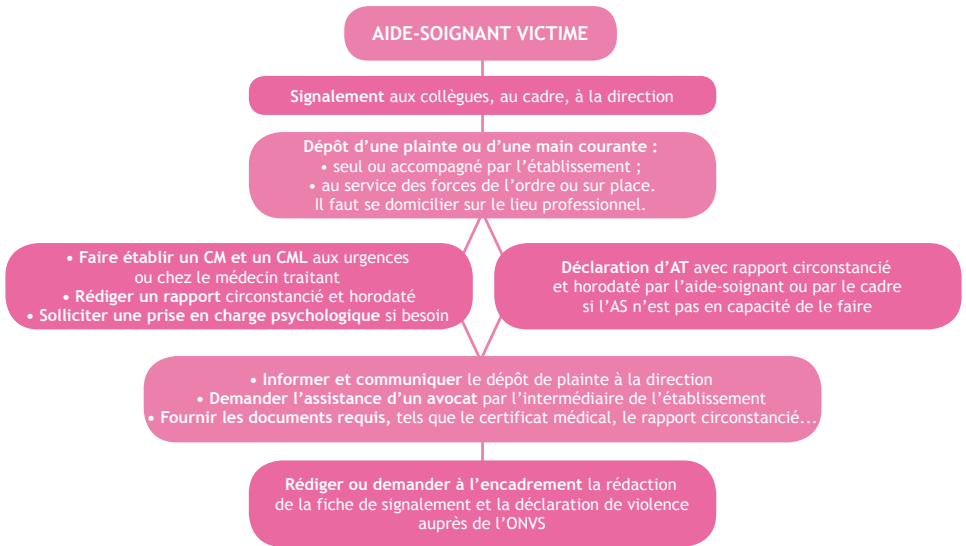 AIDE-SOIGNANT VICTIME
Signalement aux collègues, au cadre, à la direction
Dépôt d’une plainte ou d’une main courante :
• seul ou accompagné par l’établissement ;
• au service des forces de l’ordre ou sur place.
Il faut se domicilier sur le lieu professionnel.
• Faire établir un CM et un CML aux urgences
ou chez le médecin traitant
• Rédiger un rapport circonstancié et horodaté
• Solliciter une prise en charge psychologique si besoin
Déclaration d’AT avec rapport circonstancié
et horodaté par l’aide-soignant ou par le cadre
si l’AS n’est pas en capacité de le faire
• Informer et communiquer le dépôt de plainte à la direction
• Demander l’assistance d’un avocat par l’intermédiaire de l’établissement
• Fournir les documents requis, tels que le certificat médical, le rapport circonstancié...
Rédiger ou demander à l’encadrement la rédaction
de la fiche de signalement et la déclaration de violence
auprès de l’ONVS